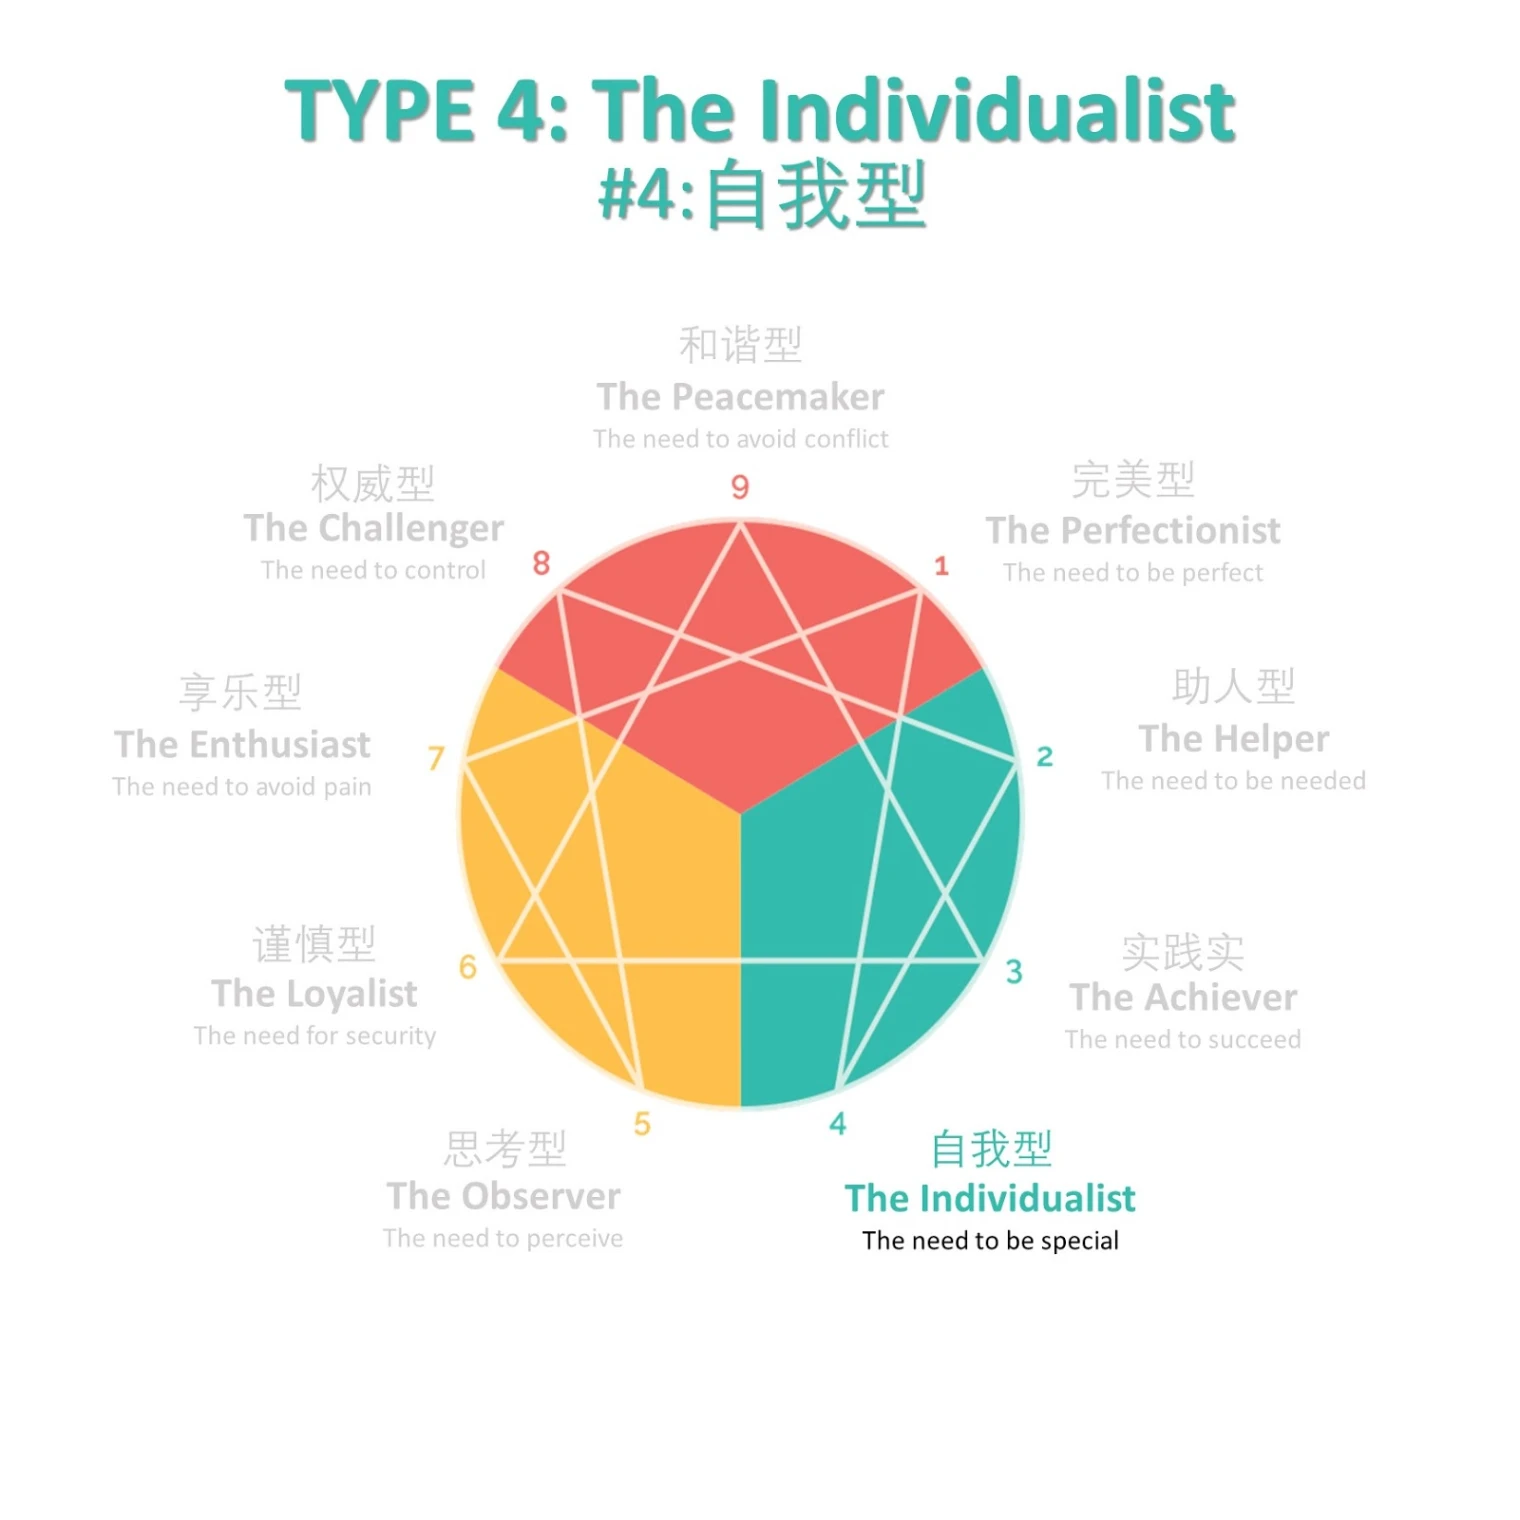 TYPE 4: The Individualist
#4:自我型
和谐型
The Peacemaker
The need to avoid conflict
9
权威型
The Challenger
The need to control
8
完美型
The Perfectionist
The need to be perfect
1
享乐型
The Enthusiast
The need to avoid pain
7
助人型
The Helper
The need to be needed
2
谨慎型
The Loyalist
The need for security
6
实践实
The Achiever
The need to succeed
3
思考型
The Observer
The need to perceive
5
4
自我型
The Individualist
The need to be special